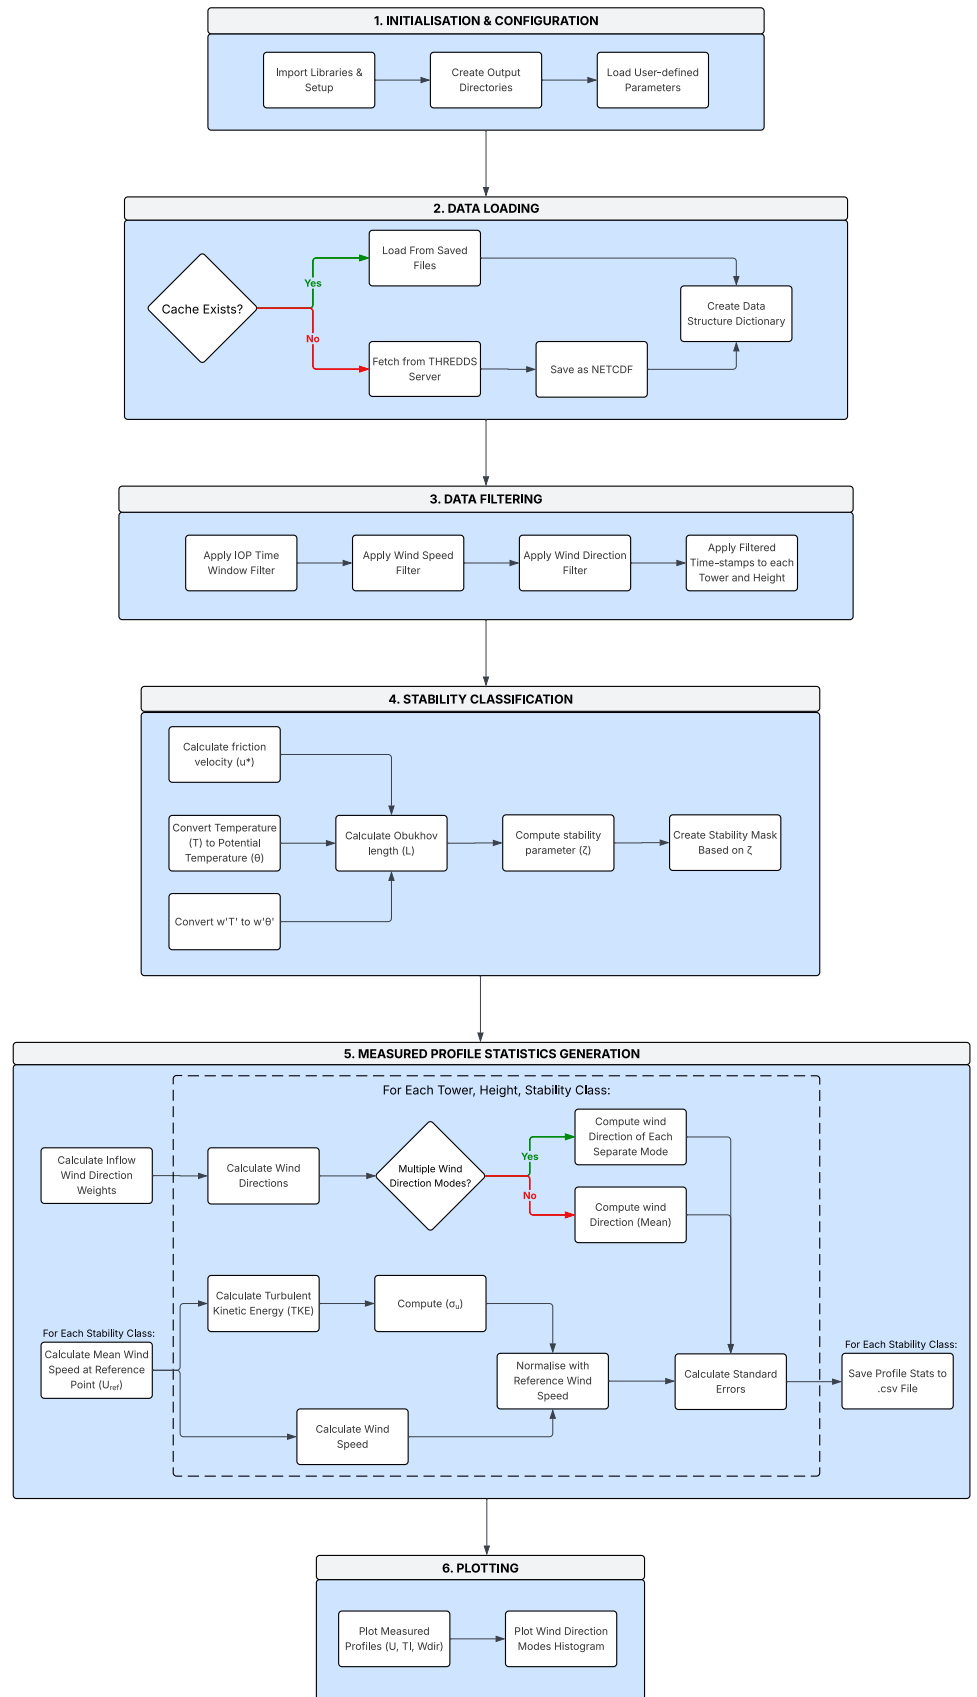 1. INITIALISATION & CONFIGURATION
Import Libraries &
Setup
Create Output
Directories
Load User-defined
Parameters
2. DATA LOADING
Cache Exists?
Yes
No
Load From Saved
Files
Fetch from THREDDS
Server
Save as NETCDF
Create Data
Structure Dictionary
3. DATA FILTERING
Apply IOP Time
Window Filter
Apply Wind Speed
Filter
Apply Wind Direction
Filter
Apply Filtered
Time-stamps to each
Tower and Height
4. STABILITY CLASSIFICATION
Calculate friction
velocity (u*)
Convert Temperature
(T) to Potential
Temperature (θ)
Convert w'T' to w'θ'
Calculate Obukhov
length (L)
Compute stability
parameter (ζ)
Create Stability Mask
Based on ζ
5. MEASURED PROFILE STATISTICS GENERATION
For Each Tower, Height, Stability Class:
Calculate Inflow
Wind Direction
Weights
Calculate Wind
Directions
Multiple Wind
Direction Modes?
Yes
No
Compute wind
Direction of Each
Separate Mode
Compute wind
Direction (Mean)
For Each Stability Class:
Calculate Mean Wind
Speed at Reference
Point (Uref)
Calculate Turbulent
Kinetic Energy (TKE)
Compute (σu)
Calculate Wind
Speed
Normalise with
Reference Wind
Speed
Calculate Standard
Errors
For Each Stability Class:
Save Profile Stats to
.csv File
6. PLOTTING
Plot Measured
Profiles (U, TI, Wdir)
Plot Wind Direction
Modes Histogram